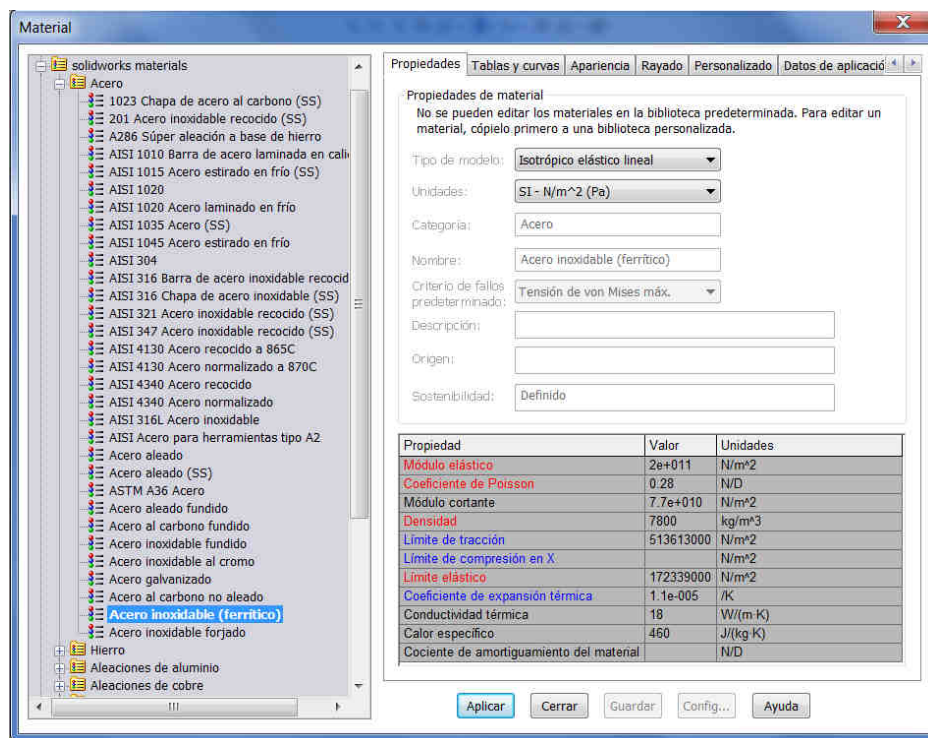 Material
solidworks materials
Acero
1023 Chapa de acero al carbono (SS)
201 Acero inoxidable recocido (SS)
A286 Súper aleación a base de hierro
AISI 1010 Barra de acero laminada en cali
AISI 1015 Acero estirado en frío (SS)
AISI 1020
AISI 1020 Acero laminado en frío
AISI 1035 Acero (SS)
AISI 1045 Acero estirado en frío
AISI 304
AISI 316 Barra de acero inoxidable recocid
AISI 316 Chapa de acero inoxidable (SS)
AISI 321 Acero inoxidable recocido (SS)
AISI 347 Acero inoxidable recocido (SS)
AISI 4130 Acero recocido a 865C
AISI 4130 Acero normalizado a 870C
AISI 4340 Acero recocido
AISI 4340 Acero normalizado
AISI 316L Acero inoxidable
AISI Acero para herramientas tipo A2
Acero aleado
Acero aleado (SS)
ASTM A36 Acero
Acero aleado fundido
Acero al carbono fundido
Acero inoxidable fundido
Acero inoxidable al cromo
Acero galvanizado
Acero al carbono no aleado
Acero inoxidable (ferrítico)
Acero inoxidable forjado
Hierro
Aleaciones de aluminio
Aleaciones de cobre
Propiedades Tablas y curvas Apariencia Rayado Personalizado Datos de aplicació
Propiedades de material
No se pueden editar los materiales en la biblioteca predeterminada. Para editar un
material, cópielo primero a una biblioteca personalizada.
Tipo de modelo: Isotrópico elástico lineal
Unidades: SI - N/m^2 (Pa)
Categoría: Acero
Nombre: Acero inoxidable (ferrítico)
Criterio de fallos
predeterminado: Tensión de von Mises máx.
Descripción:
Origen:
Sostenibilidad: Definido
Propiedad Valor Unidades
Módulo elástico 2e+011 N/m^2
Coeficiente de Poisson 0.28 N/D
Módulo cortante 7.7e+010 N/m^2
Densidad 7800 kg/m^3
Límite de tracción 513613000 N/m^2
Límite de compresión en X N/m^2
Límite elástico 172339000 N/m^2
Coeficiente de expansión térmica 1.1e-005 /K
Conductividad térmica 18 W/(m·K)
Calor específico 460 J/(kg·K)
Cociente de amortiguamiento del material N/D
Aplicar Cerrar Guardar Config... Ayuda